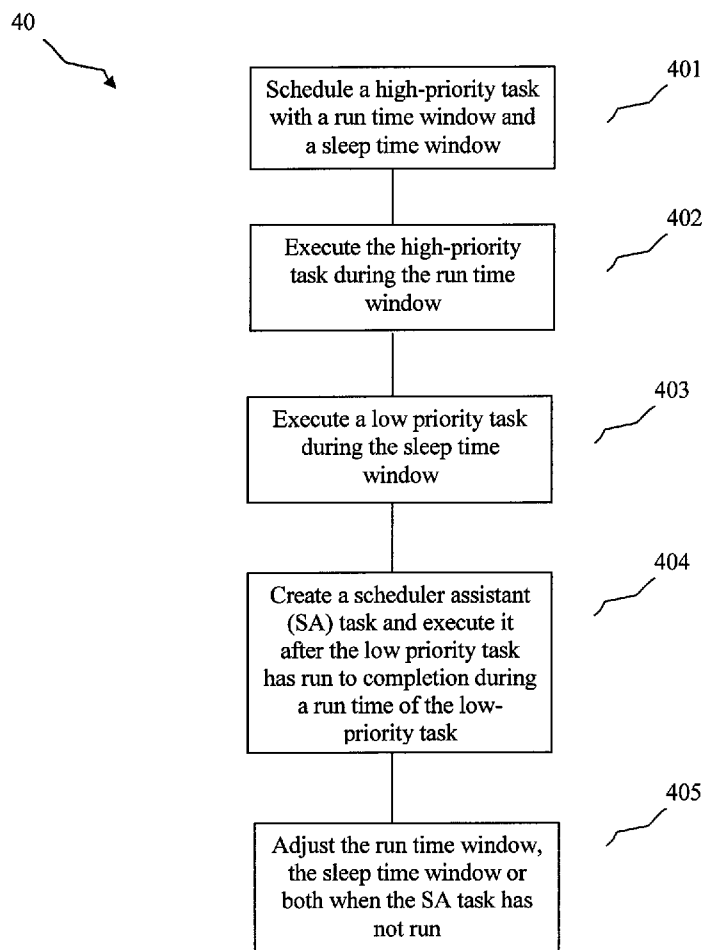 40
401
Schedule a high-priority task
with a run time window and
a sleep time window
402
Execute the high-priority
task during the run time
window
403
Execute a low priority task
during the sleep time
window
404
Create a scheduler assistant
(SA) task and execute it
after the low priority task
has run to completion during
a run time of the low-
priority task
405
Adjust the run time window,
the sleep time window or
both when the SA task has
not run